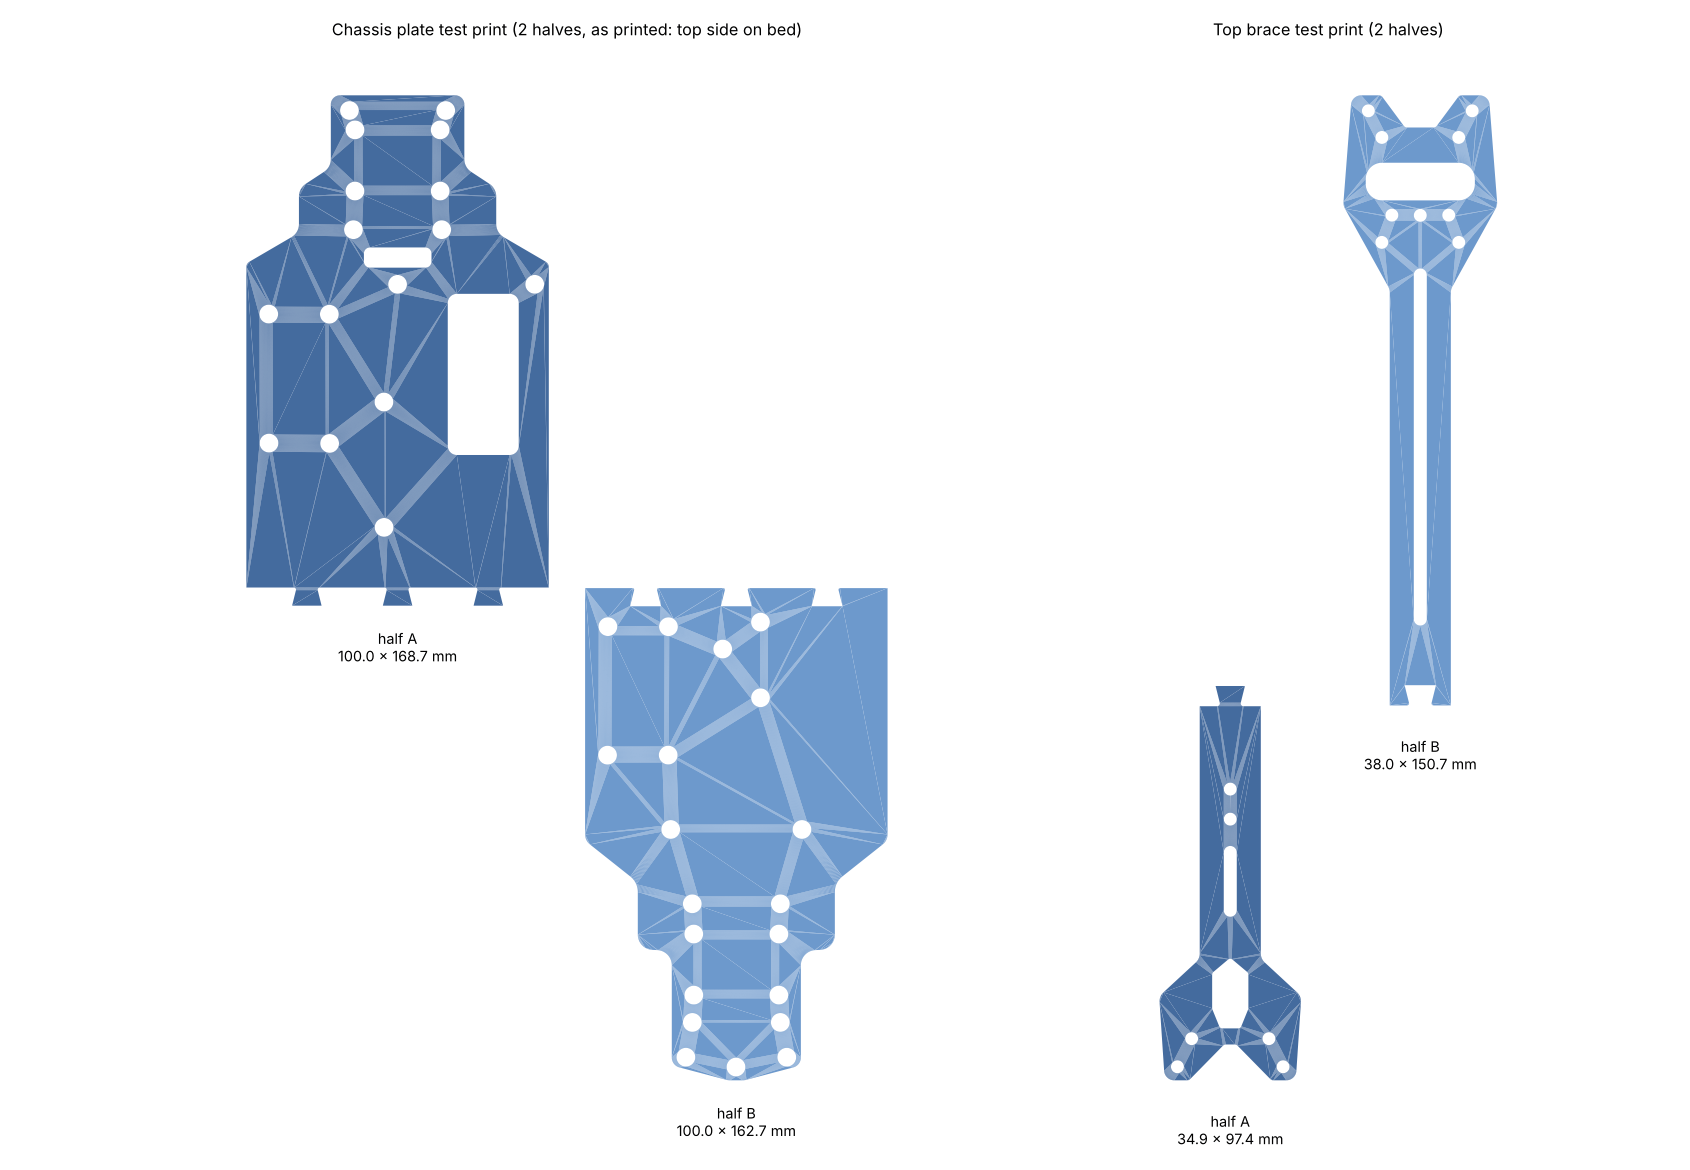 Chassis plate test print (2 halves, as printed: top side on bed)
Top brace test print (2 halves)
half A
100.0 × 168.7 mm
half B
38.0 × 150.7 mm
half B
100.0 × 162.7 mm
half A
34.9 × 97.4 mm